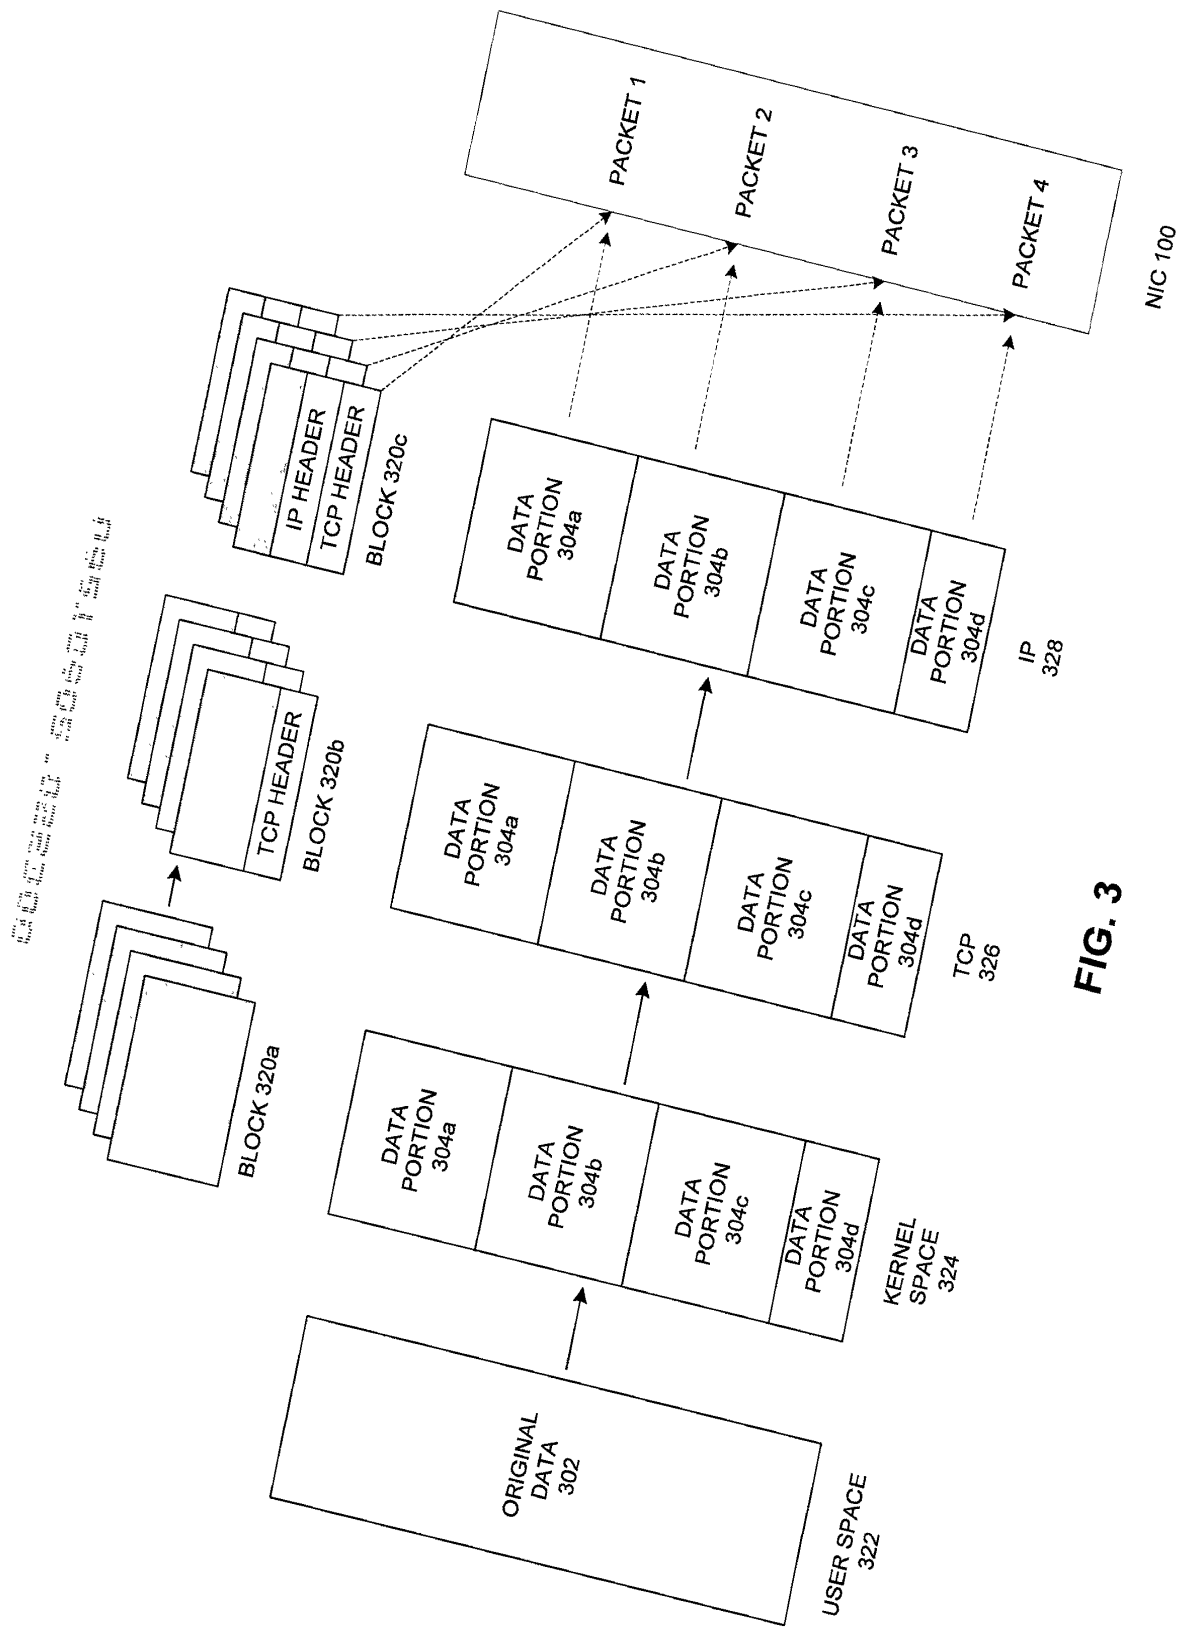 BLOCK 320a
TCP HEADER
BLOCK 320b
IP HEADER
TCP HEADER
BLOCK 320c
ORIGINAL
DATA
302
USER SPACE
322
DATA
PORTION
304a
DATA
PORTION
304b
DATA
PORTION
304c
DATA
PORTION
304d
KERNEL
SPACE
324
DATA
PORTION
304a
DATA
PORTION
304b
DATA
PORTION
304c
DATA
PORTION
304d
TCP
326
DATA
PORTION
304a
DATA
PORTION
304b
DATA
PORTION
304c
DATA
PORTION
304d
IP
328
PACKET 1
PACKET 2
PACKET 3
PACKET 4
NIC 100
FIG. 3